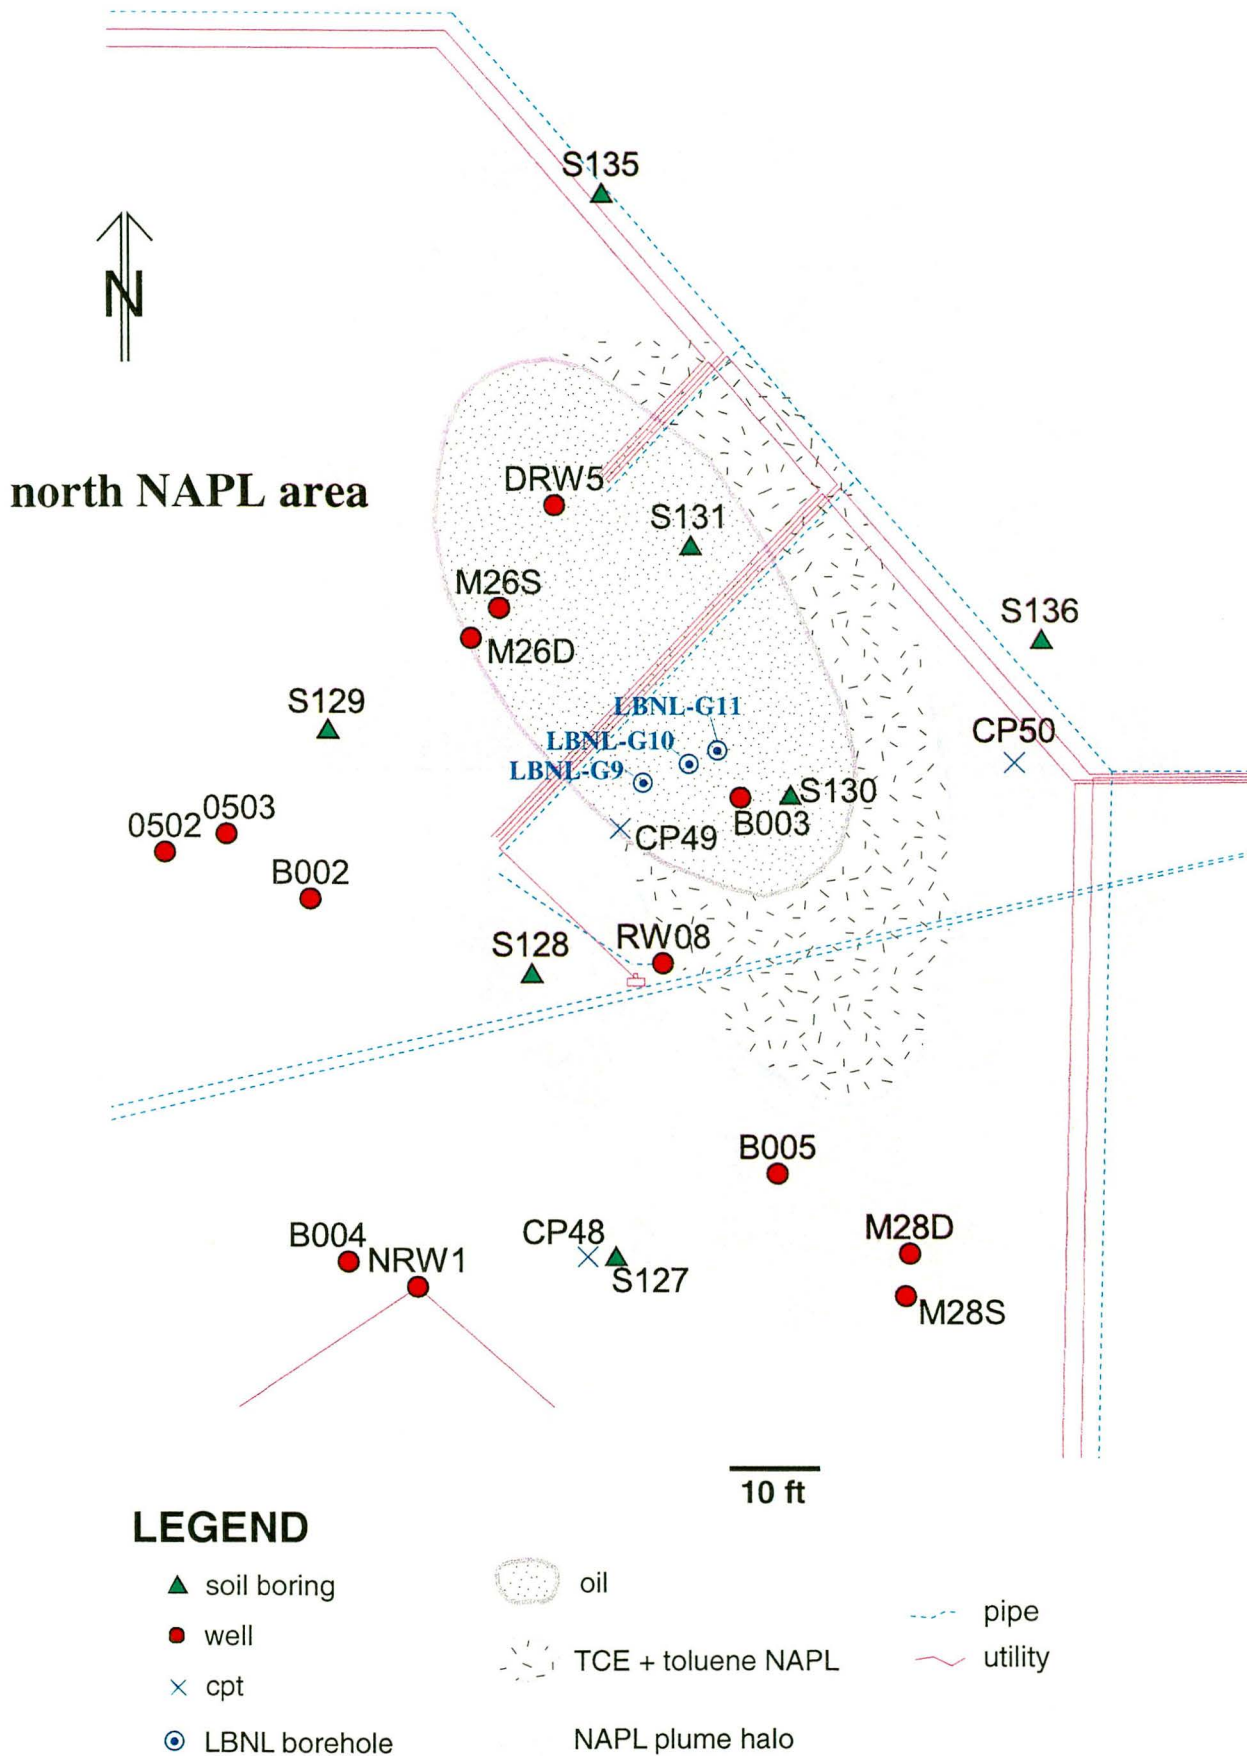 S135
N
north NAPL area
DRW5
S131
M26S
M26D
S136
S129
LBNL-G11
LBNL-G10
LBNL-G9
CP50
0503
0502
S130
B003
CP49
B002
S128
RW08
B005
B004
NRW1
CP48
S127
M28D
M28S
10 ft
LEGEND
soil boring
well
cpt
LBNL borehole
oil
TCE + toluene NAPL
NAPL plume halo
pipe
utility